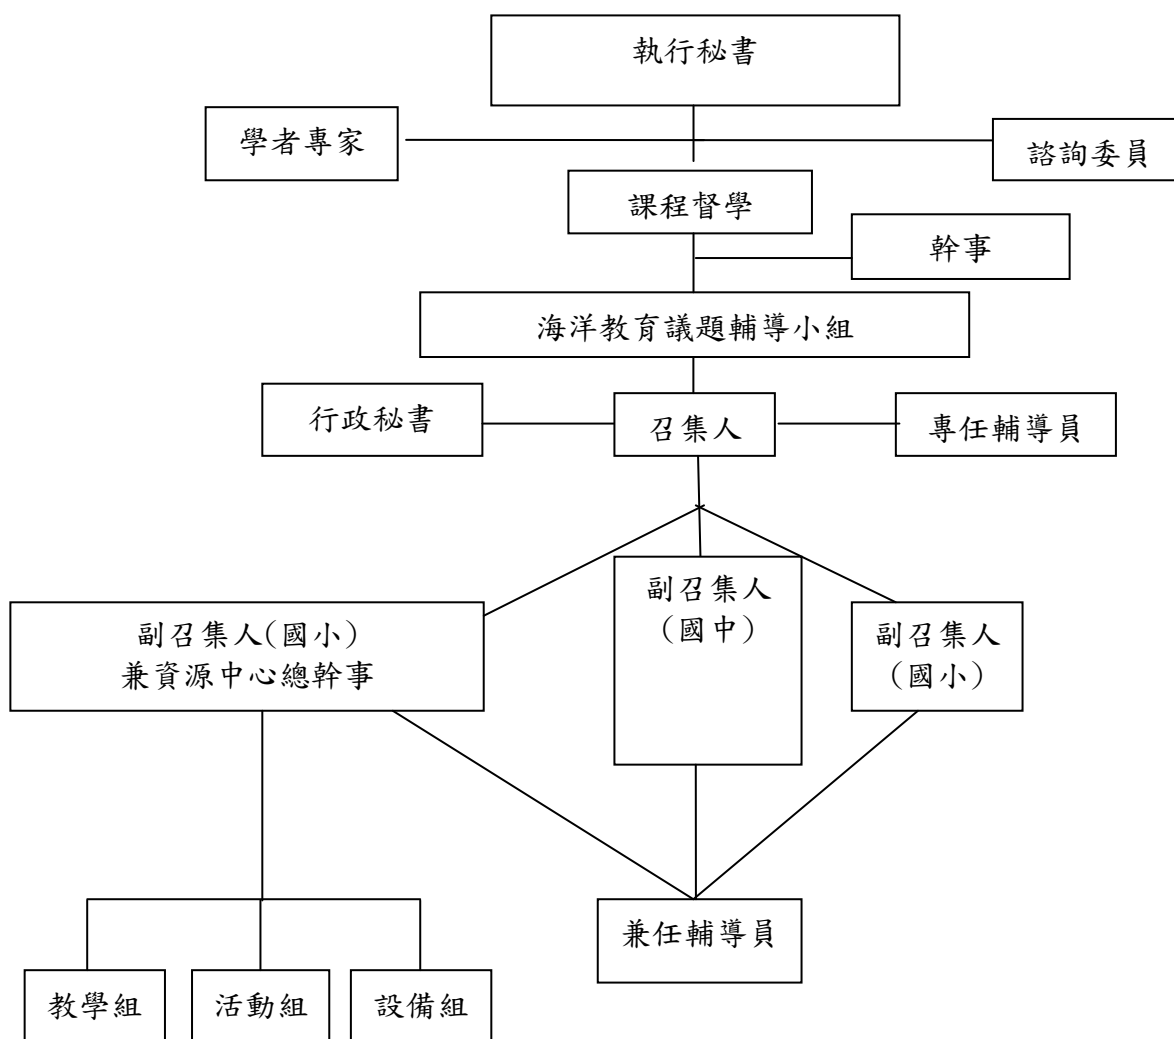 執行秘書
學者專家
諮詢委員
課程督學
幹事
海洋教育議題輔導小組
行政秘書
召集人
專任輔導員
副召集人(國小)
兼資源中心總幹事
副召集人
(國中)
副召集人
(國小)
兼任輔導員
教學組
活動組
設備組